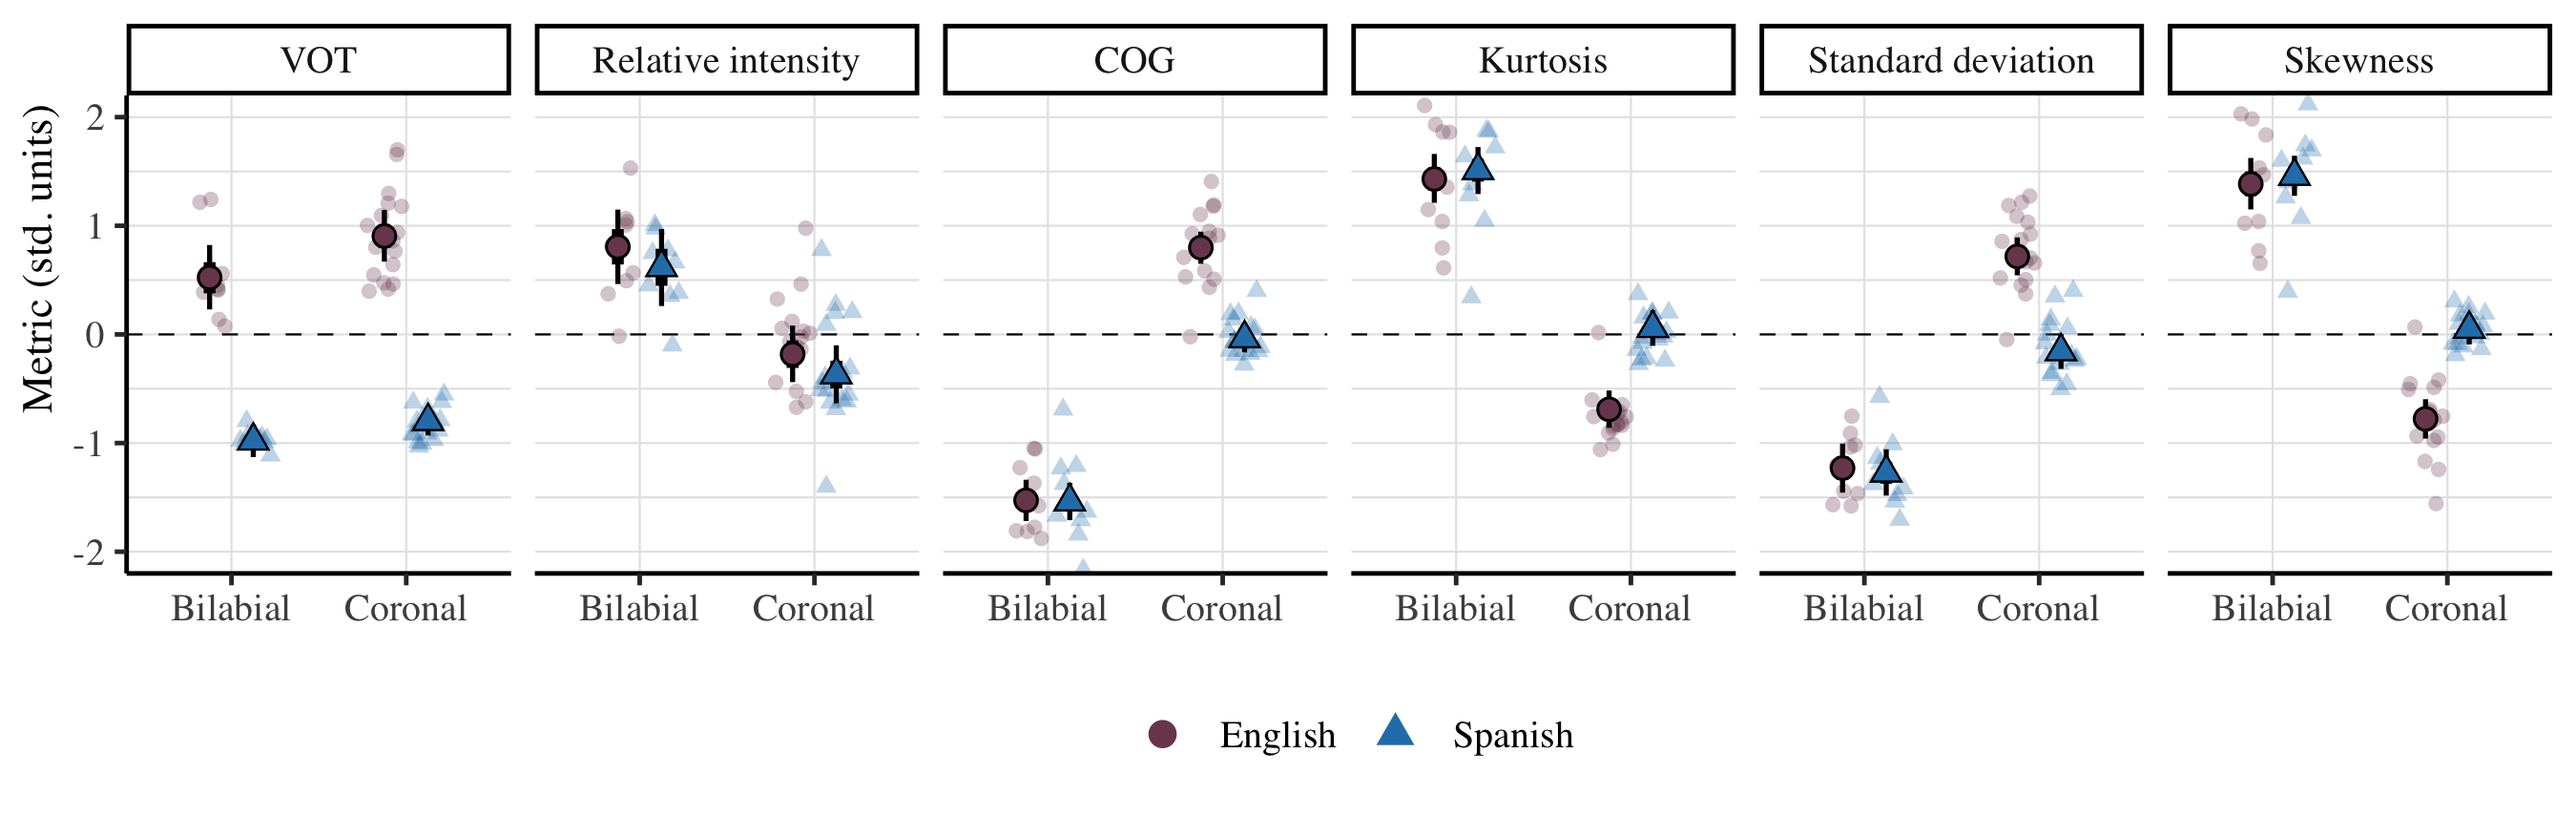 VOT Relative intensity COG Kurtosis Standard deviation Skewness
Metric (std. units)
2
1
0
-1
-2
Bilabial Coronal Bilabial Coronal Bilabial Coronal Bilabial Coronal Bilabial Coronal Bilabial Coronal
English Spanish